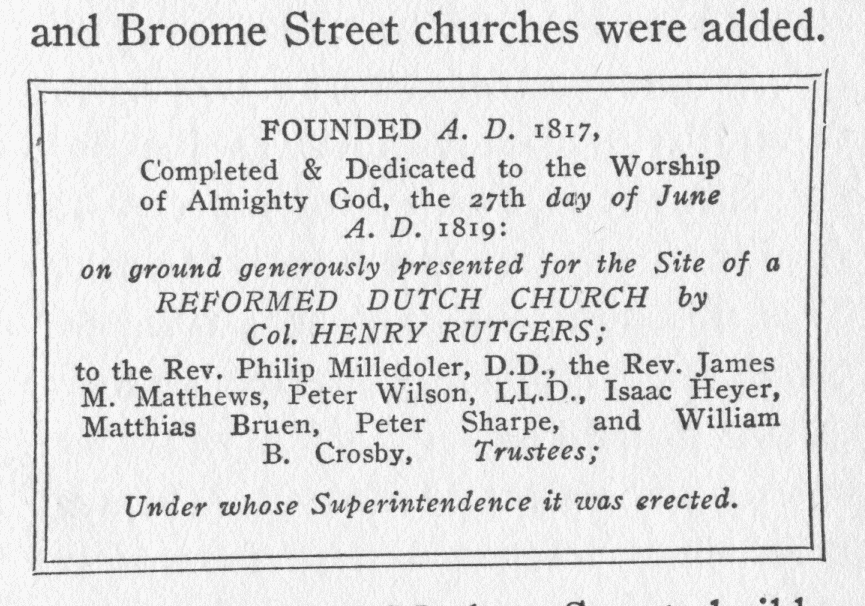 and Broome Street churches were added.
FOUNDED A. D. 1817,
Completed & Dedicated to the Worship
of Almighty God, the 27th day of June
A. D. 1819:
on ground generously presented for the Site of a
REFORMED DUTCH CHURCH by
Col. HENRY RUTGERS;
to the Rev. Philip Milledoler, D.D., the Rev. James
M. Matthews, Peter Wilson, LL.D., Isaac Heyer,
Matthias Bruen, Peter Sharpe, and William
B. Crosby, Trustees;
Under whose Superintendence it was erected.